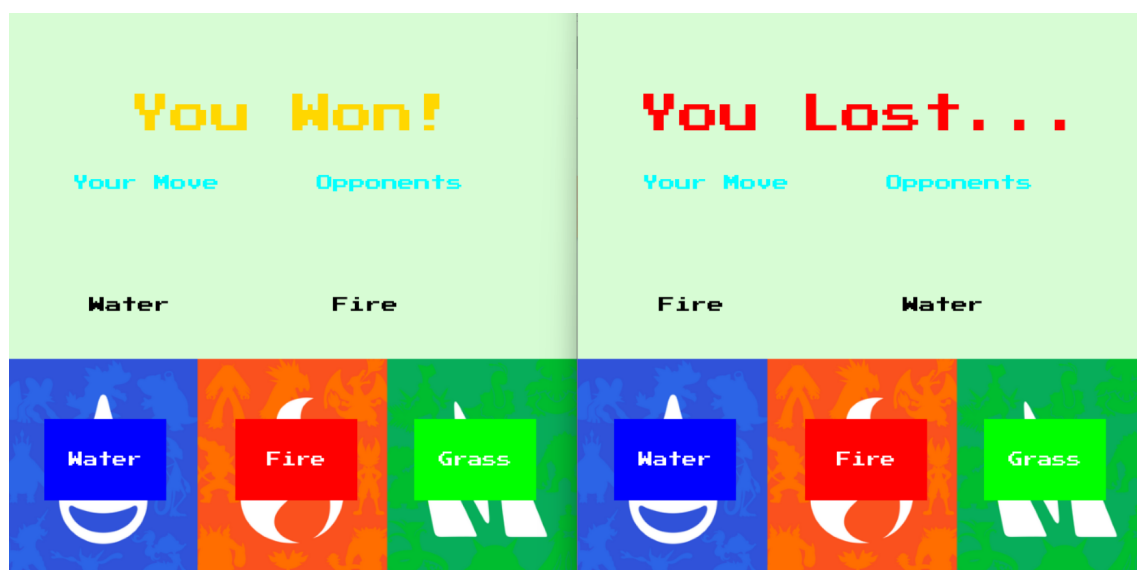 You Won!
Your Move Opponents
Water Fire
Water Fire Grass
You Lost...
Your Move Opponents
Fire Water
Water Fire Grass